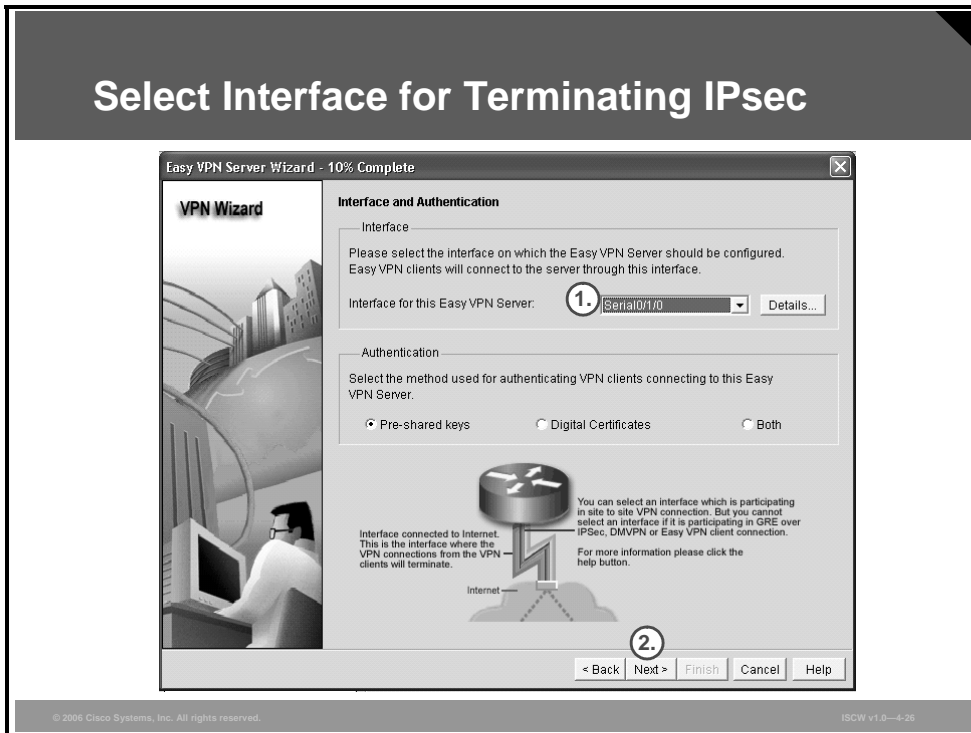 Select Interface for Terminating IPsec
Easy VPN Server Wizard - 10% Complete
VPN Wizard
Interface and Authentication
Interface
Please select the interface on which the Easy VPN Server should be configured.
Easy VPN clients will connect to the server through this interface.
Interface for this Easy VPN Server:
1.
Serial0/1/0
Details...
Authentication
Select the method used for authenticating VPN clients connecting to this Easy
VPN Server.
Pre-shared keys
Digital Certificates
Both
Interface connected to Internet.
This is the interface where the
VPN connections from the VPN
clients will terminate.
You can select an interface which is participating
in site to site VPN connection. But you cannot
select an interface if it is participating in GRE over
IPSec, DMVPN or Easy VPN client connection.
For more information please click the
help button.
Internet
2.
< Back
Next >
Finish
Cancel
Help
© 2006 Cisco Systems, Inc. All rights reserved.
ISCW v1.0—4-26